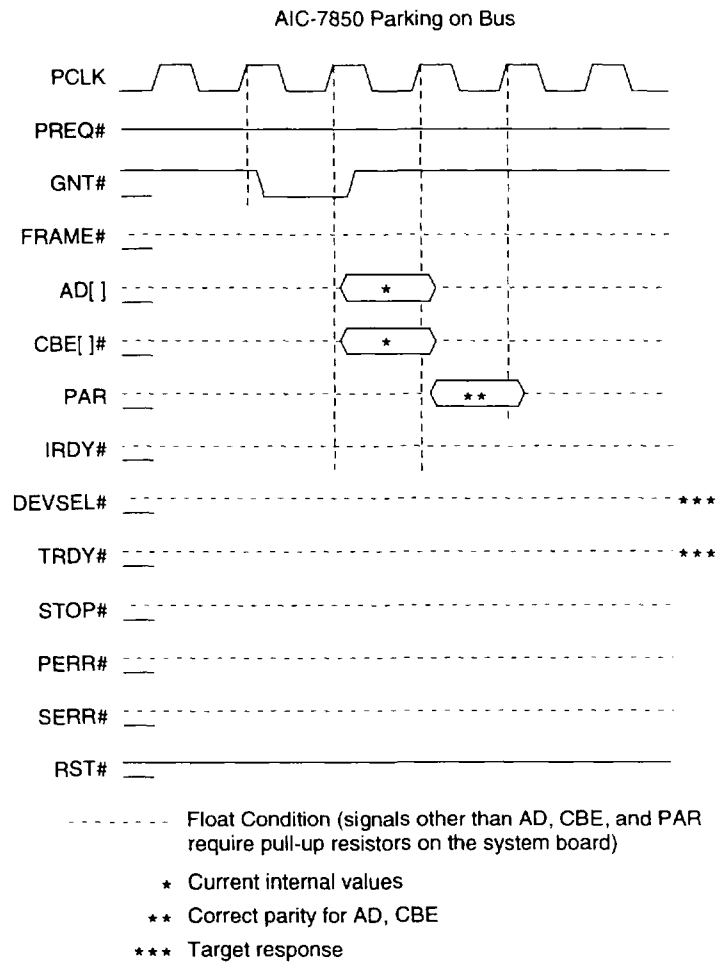 AIC-7850 Parking on Bus
PCLK
PREQ#
GNT#
FRAME#
AD[ ]
*
CBE[ ]#
*
PAR
**
IRDY#
DEVSEL#
***
TRDY#
***
STOP#
PERR#
SERR#
RST#
Float Condition (signals other than AD, CBE, and PAR
require pull-up resistors on the system board)
* Current internal values
** Correct parity for AD, CBE
*** Target response